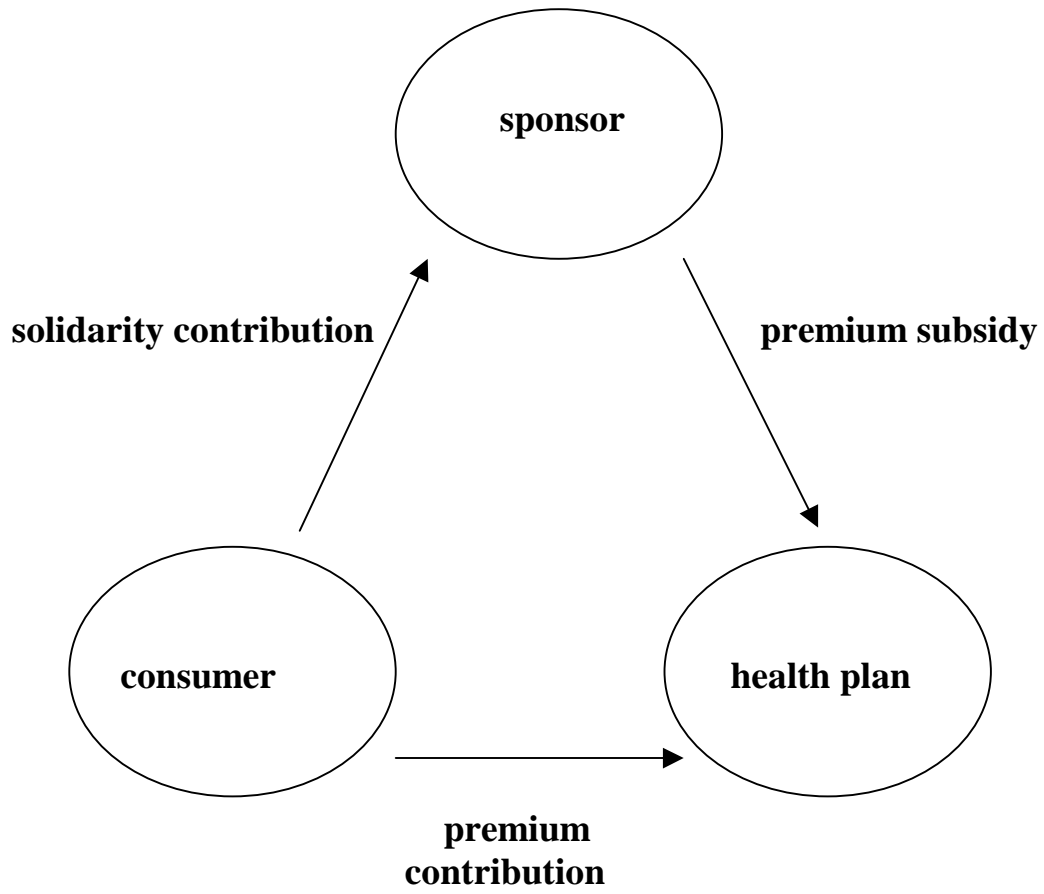 sponsor
solidarity contribution
premium subsidy
consumer
health plan
premium
contribution